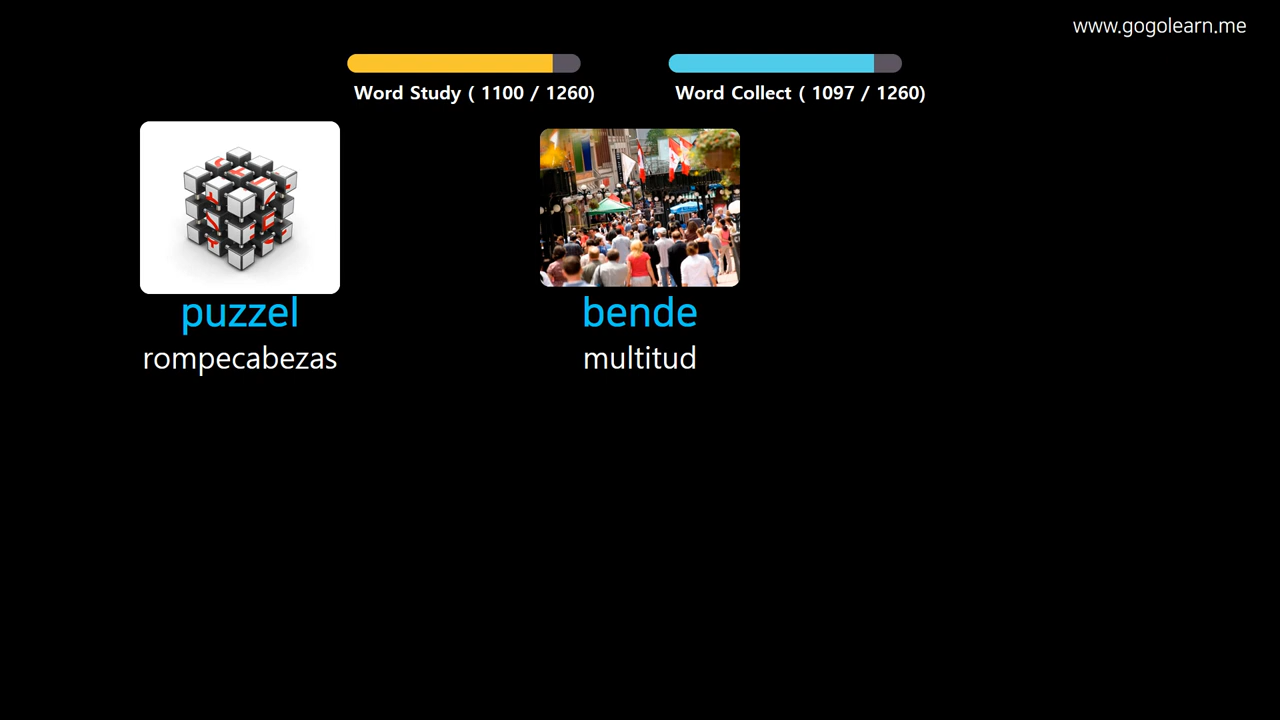 www.gogolearn.me
Word Study ( 1100 / 1260)
Word Collect ( 1097 / 1260)
puzzel
bende
rompecabezas
multitud